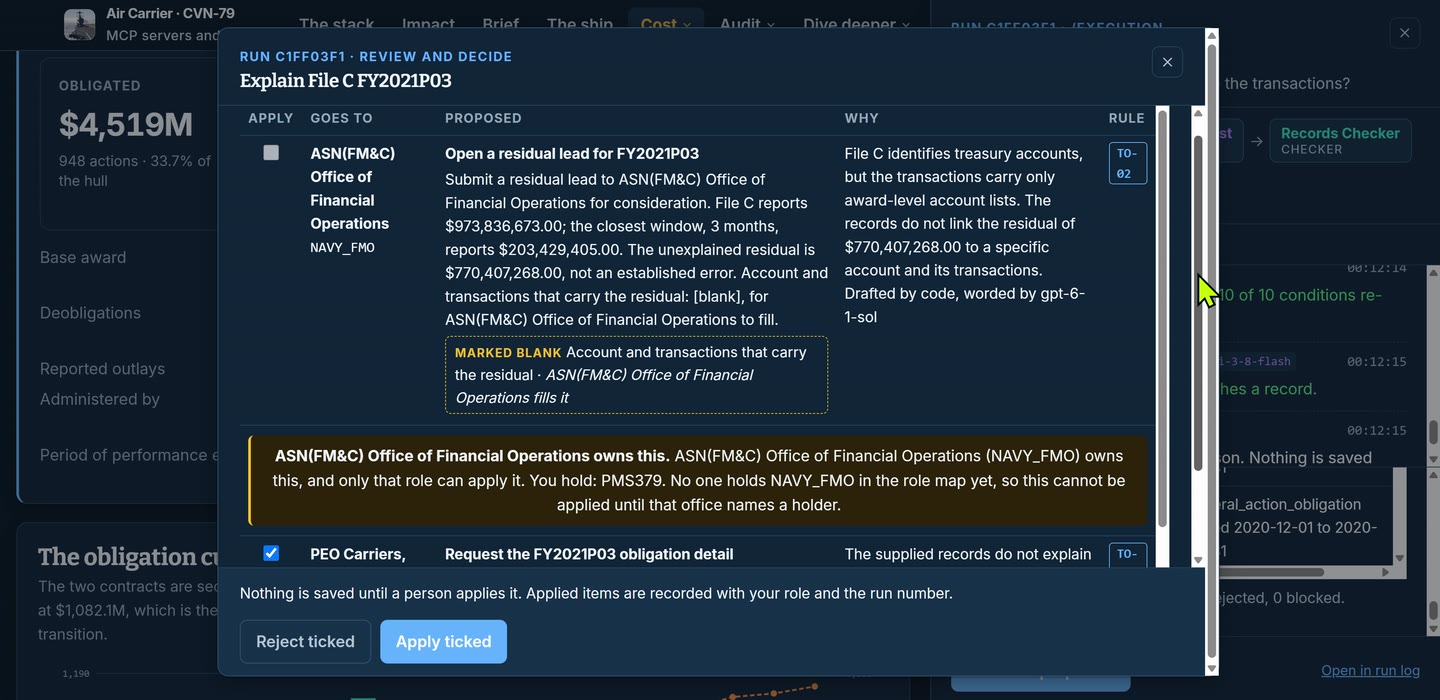 Air Carrier · CVN-79
MCP servers and
The stack
Impact
Brief
The ship
Cost
Audit
Dive deeper
RUN C1FF03F1 · /EXECUTION
OBLIGATED
$4,519M
948 actions · 33.7% of
the hull
Base award
Deobligations
Reported outlays
Administered by
Period of performance e
The obligation cu
The two contracts are sec
at $1,082.1M, which is the
transition.
1,190
RUN C1FF03F1 · REVIEW AND DECIDE
Explain File C FY2021P03
APPLY GOES TO PROPOSED WHY RULE
ASN(FM&C)
Office of
Financial
Operations
NAVY_FMO
Open a residual lead for FY2021P03
Submit a residual lead to ASN(FM&C) Office of
Financial Operations for consideration. File C reports
$973,836,673.00; the closest window, 3 months,
reports $203,429,405.00. The unexplained residual is
$770,407,268.00, not an established error. Account and
transactions that carry the residual: [blank], for
ASN(FM&C) Office of Financial Operations to fill.
MARKED BLANK Account and transactions that carry
the residual · ASN(FM&C) Office of Financial
Operations fills it
File C identifies treasury accounts,
but the transactions carry only
award-level account lists. The
records do not link the residual of
$770,407,268.00 to a specific
account and its transactions.
Drafted by code, worded by gpt-6-
1-sol
TO-
02
ASN(FM&C) Office of Financial Operations owns this. ASN(FM&C) Office of Financial Operations (NAVY_FMO) owns
this, and only that role can apply it. You hold: PMS379. No one holds NAVY_FMO in the role map yet, so this cannot be
applied until that office names a holder.
PEO Carriers,
Request the FY2021P03 obligation detail
The supplied records do not explain
TO-
Nothing is saved until a person applies it. Applied items are recorded with your role and the run number.
Reject ticked
Apply ticked
the transactions?
st
→
Records Checker
CHECKER
00:12:14
10 of 10 conditions re-
i-3-8-flash
00:12:15
hes a record.
00:12:15
on. Nothing is saved
eral_action_obligation
d 2020-12-01 to 2020-
1
ejected, 0 blocked.
Open in run log